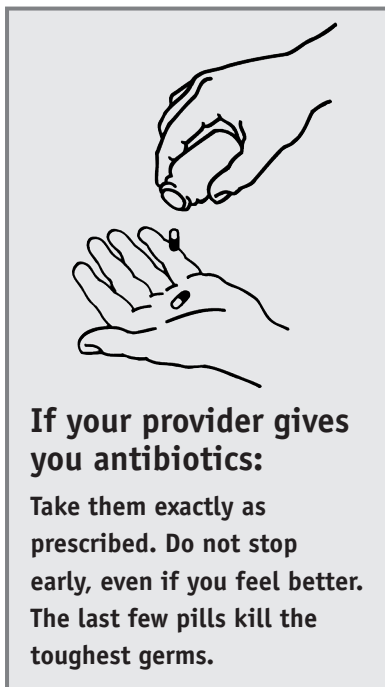 If your provider gives
you antibiotics:
Take them exactly as
prescribed. Do not stop
early, even if you feel better.
The last few pills kill the
toughest germs.